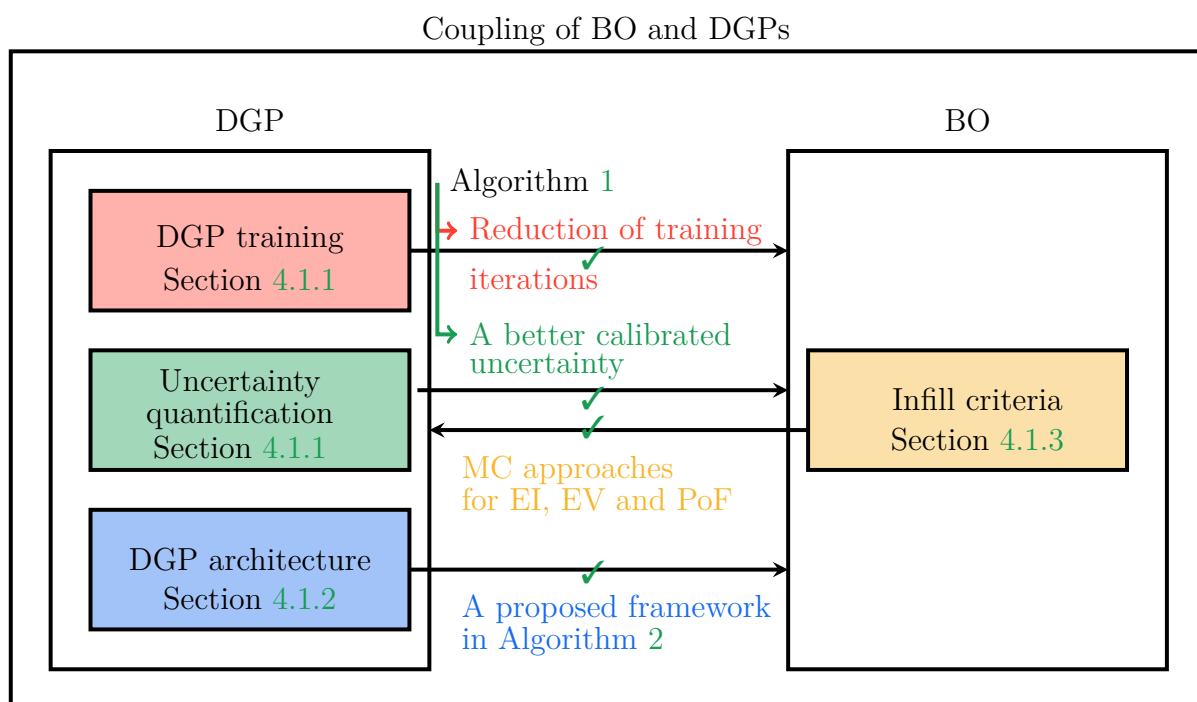 Coupling of BO and DGPs
DGP
BO
Algorithm 1
DGP training
Section 4.1.1
Reduction of training
✓
iterations
A better calibrated
uncertainty
Uncertainty
quantification
Section 4.1.1
✓
✓
Infill criteria
Section 4.1.3
MC approaches
for EI, EV and PoF
DGP architecture
Section 4.1.2
✓
A proposed framework
in Algorithm 2